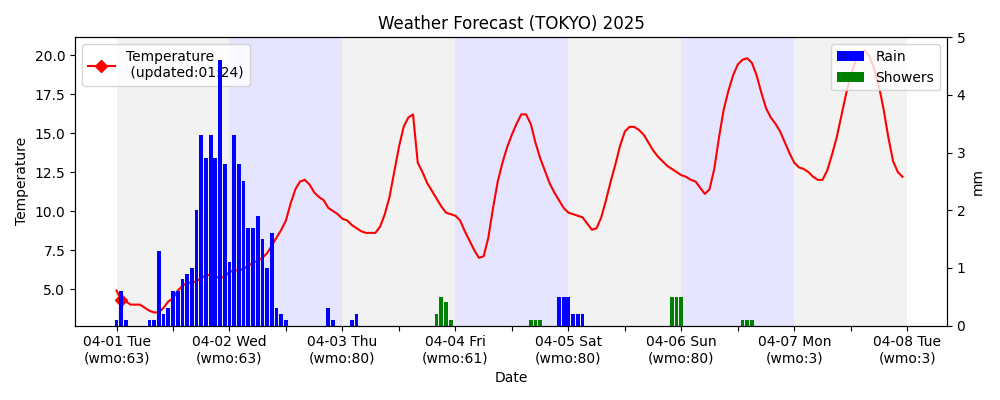 Weather Forecast (TOKYO) 2025
Temperature
(updated:01:24)
Rain
Showers
20.0
17.5
15.0
12.5
10.0
7.5
5.0
Temperature
5
4
3
2
1
0
mm
04-01 Tue
(wmo:63)
04-02 Wed
(wmo:63)
04-03 Thu
(wmo:80)
04-04 Fri
(wmo:61)
04-05 Sat
(wmo:80)
04-06 Sun
(wmo:80)
04-07 Mon
(wmo:3)
04-08 Tue
(wmo:3)
Date